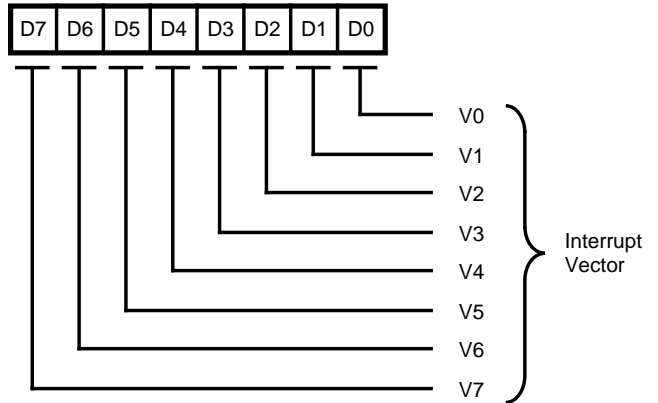 D7 D6 D5 D4 D3 D2 D1 D0
V0
V1
V2
V3
V4
V5
V6
V7
Interrupt
Vector